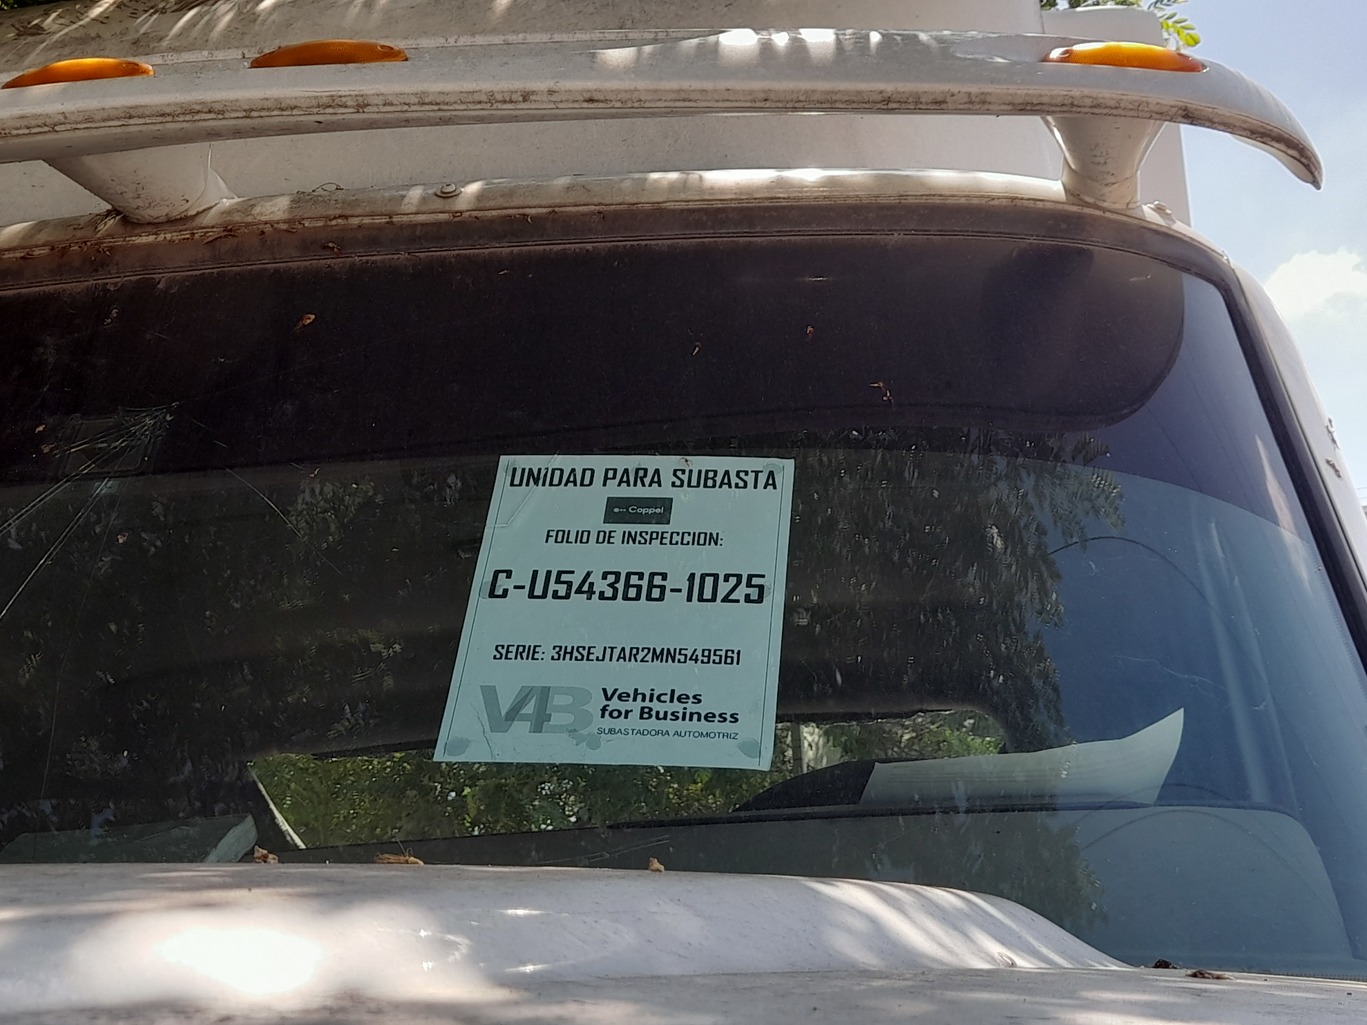 UNIDAD PARA SUBASTA
Coppel
FOLIO DE INSPECCION:
C-U54366-1025
SERIE: 3HSEJTAR2MN549561
V4B Vehicles
for Business
SUBASTADORA AUTOMOTRIZ